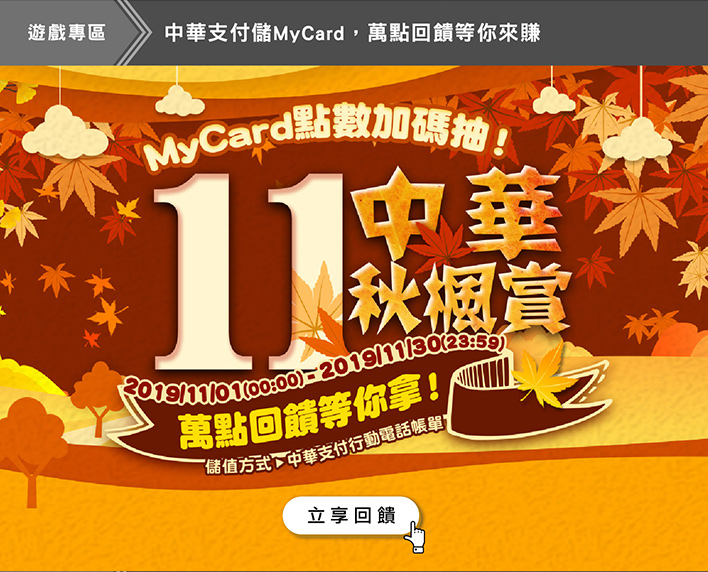 遊戲專區
中華支付儲MyCard，萬點回饋等你來賺
MyCard點數加碼抽！
11中華
秋楓賞
2019/11/01(00:00) - 2019/11/30(23:59)
萬點回饋等你拿！
儲值方式▶中華支付行動電話帳單
立享回饋